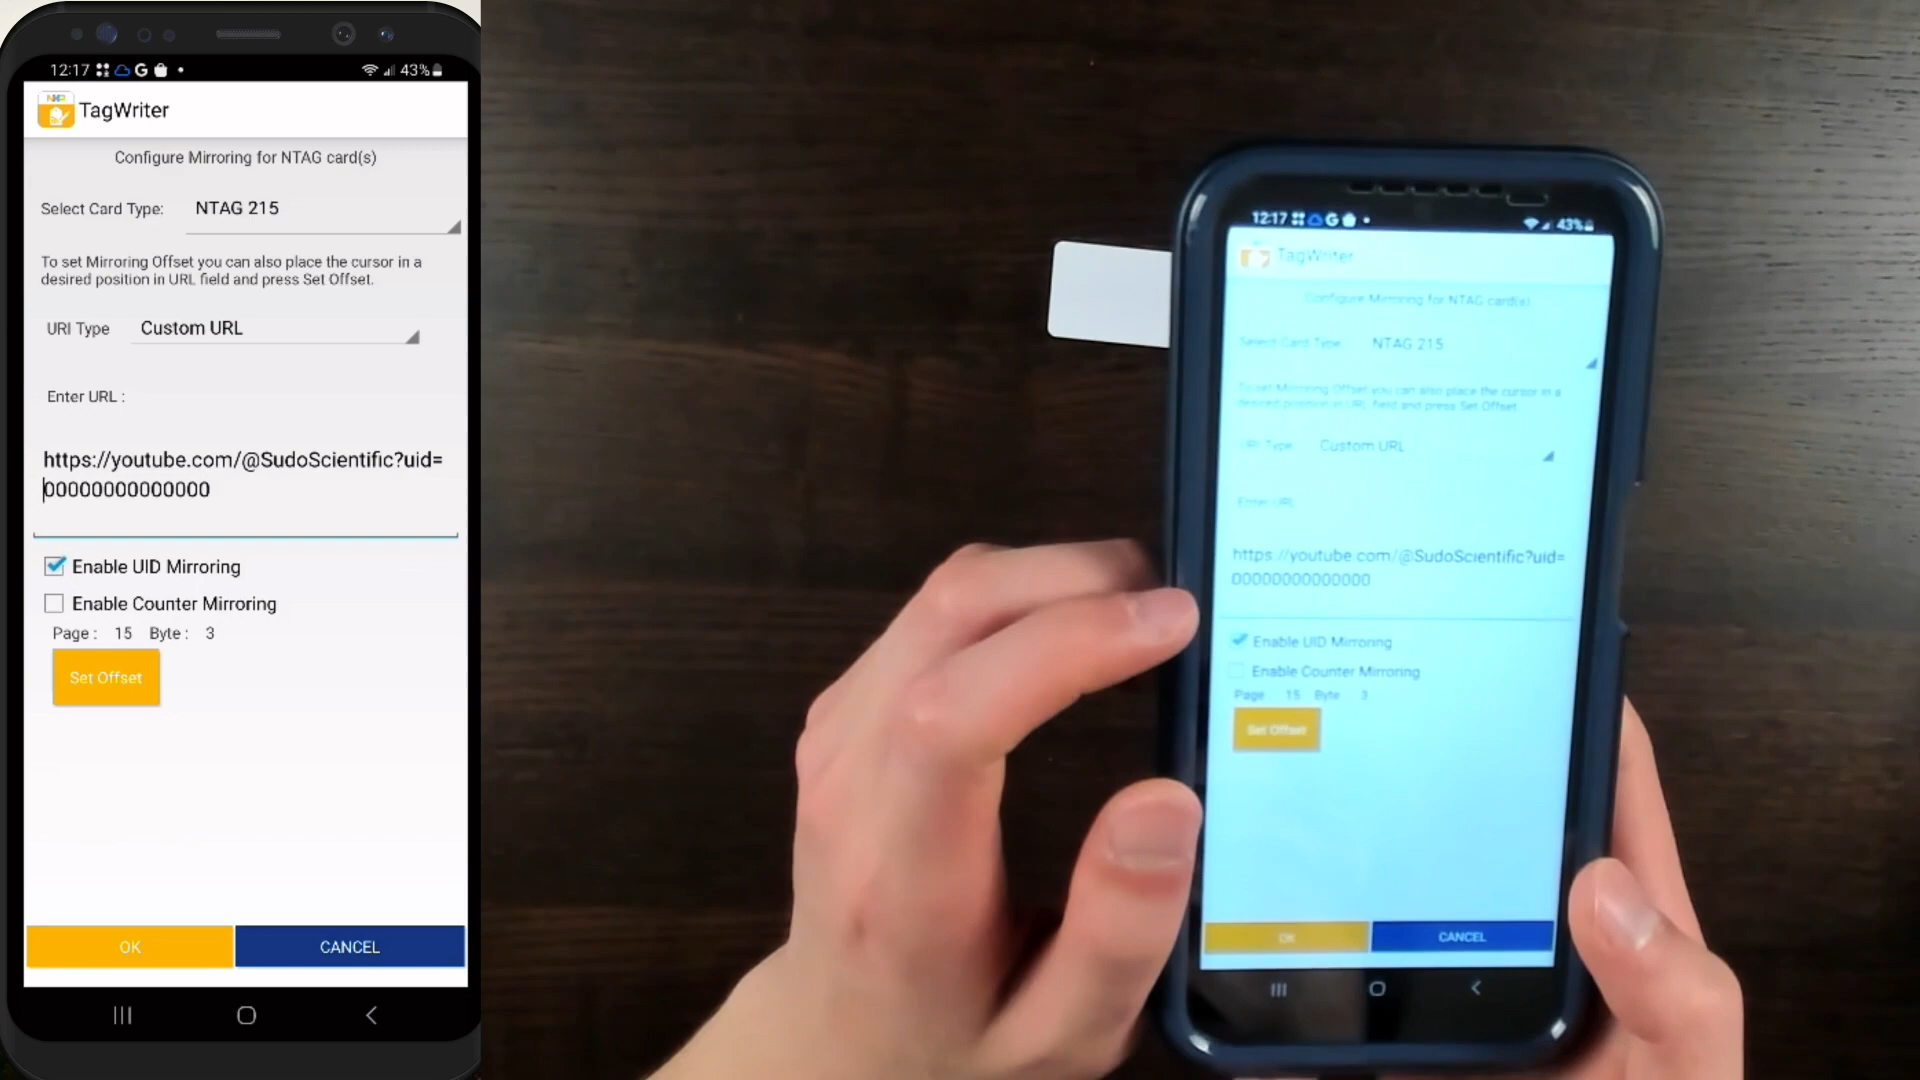 12:17 G 43%
NXP TagWriter
Configure Mirroring for NTAG card(s)
Select Card Type: NTAG 215
To set Mirroring Offset you can also place the cursor in a
desired position in URL field and press Set Offset.
URI Type Custom URL
Enter URL :
https://youtube.com/@SudoScientific?uid=
00000000000000
Enable UID Mirroring
Enable Counter Mirroring
Page : 15 Byte : 3
Set Offset
OK CANCEL
12:17 G 43%
TagWriter
Configure Mirroring for NTAG card(s)
Select Card Type: NTAG 215
To set Mirroring Offset you can also place the cursor in a
desired position in URL field and press Set Offset.
URI Type Custom URL
Enter URL
https://youtube.com/@SudoScientific?uid=
00000000000000
Enable UID Mirroring
Enable Counter Mirroring
Page 15 Byte 3
Set Offset
OK CANCEL